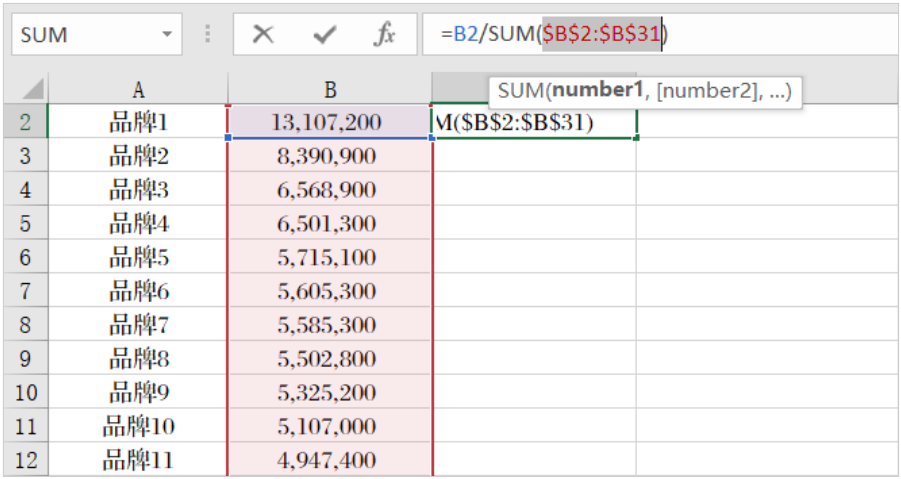 SUM fx =B2/SUM($B$2:$B$31)
A B SUM(number1, [number2], ...)
2 品牌1 13,107,200 M($B$2:$B$31)
3 品牌2 8,390,900
4 品牌3 6,568,900
5 品牌4 6,501,300
6 品牌5 5,715,100
7 品牌6 5,605,300
8 品牌7 5,585,300
9 品牌8 5,502,800
10 品牌9 5,325,200
11 品牌10 5,107,000
12 品牌11 4,947,400